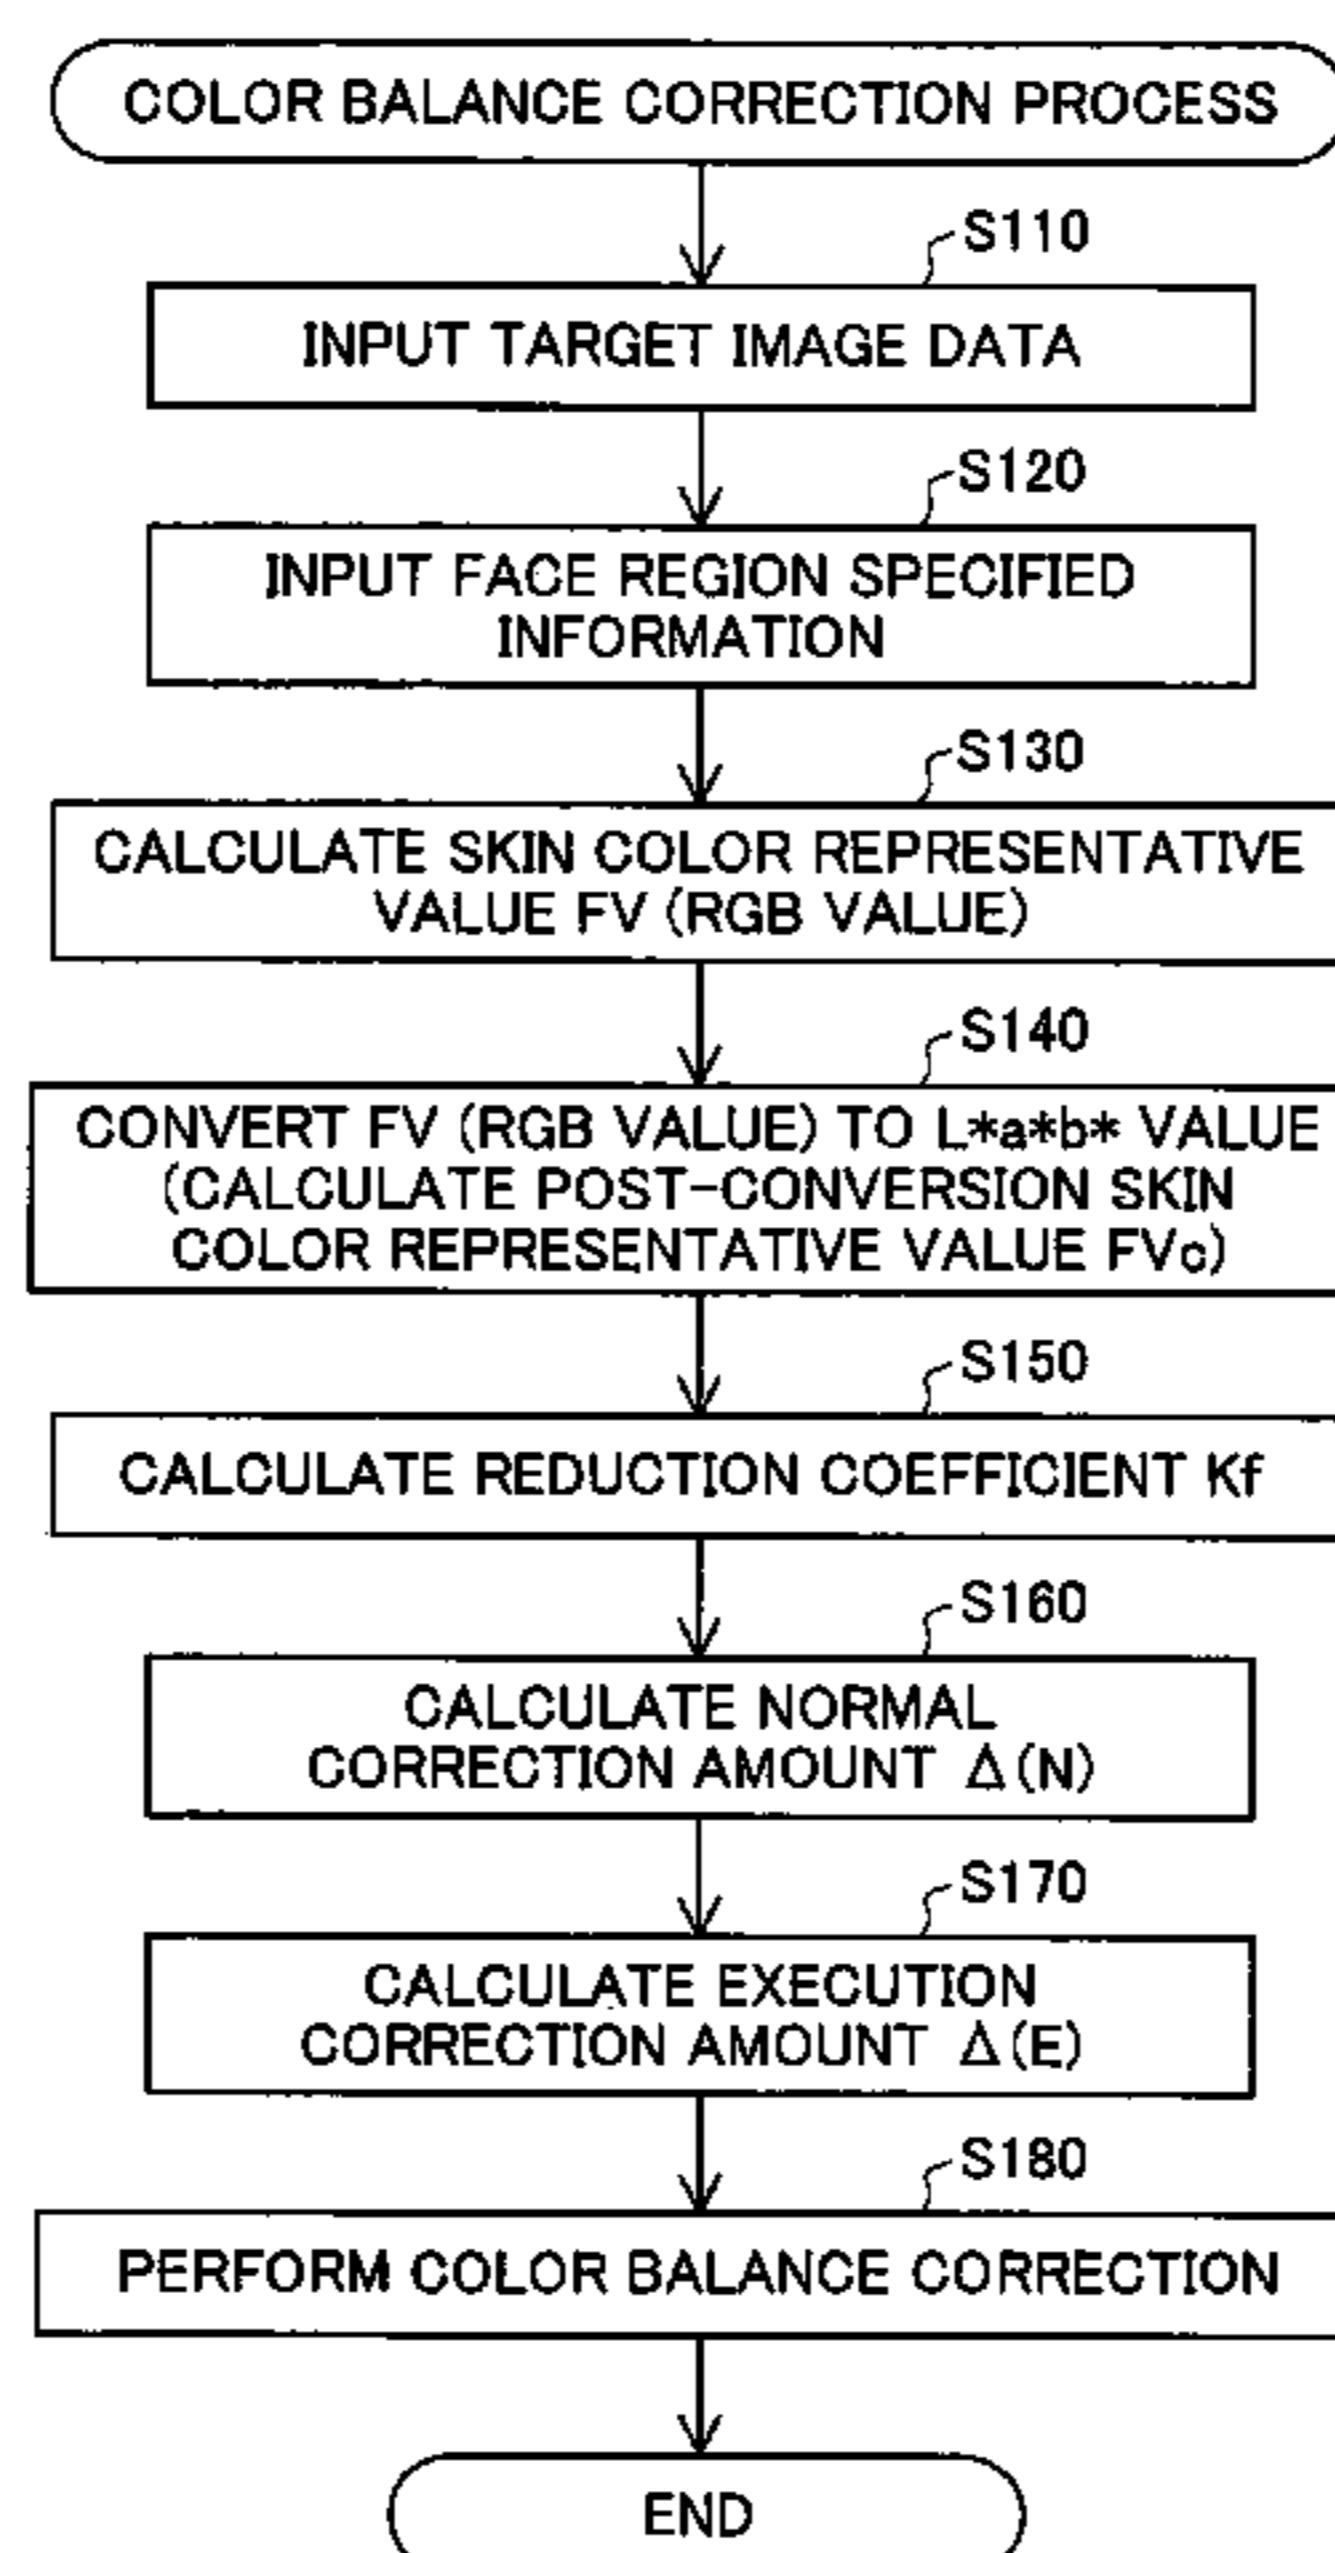 COLOR BALANCE CORRECTION PROCESS
S110
INPUT TARGET IMAGE DATA
S120
INPUT FACE REGION SPECIFIED
INFORMATION
S130
CALCULATE SKIN COLOR REPRESENTATIVE
VALUE FV (RGB VALUE)
S140
CONVERT FV (RGB VALUE) TO L*a*b* VALUE
(CALCULATE POST-CONVERSION SKIN
COLOR REPRESENTATIVE VALUE FVc)
S150
CALCULATE REDUCTION COEFFICIENT Kf
S160
CALCULATE NORMAL
CORRECTION AMOUNT Δ(N)
S170
CALCULATE EXECUTION
CORRECTION AMOUNT Δ(E)
S180
PERFORM COLOR BALANCE CORRECTION
END